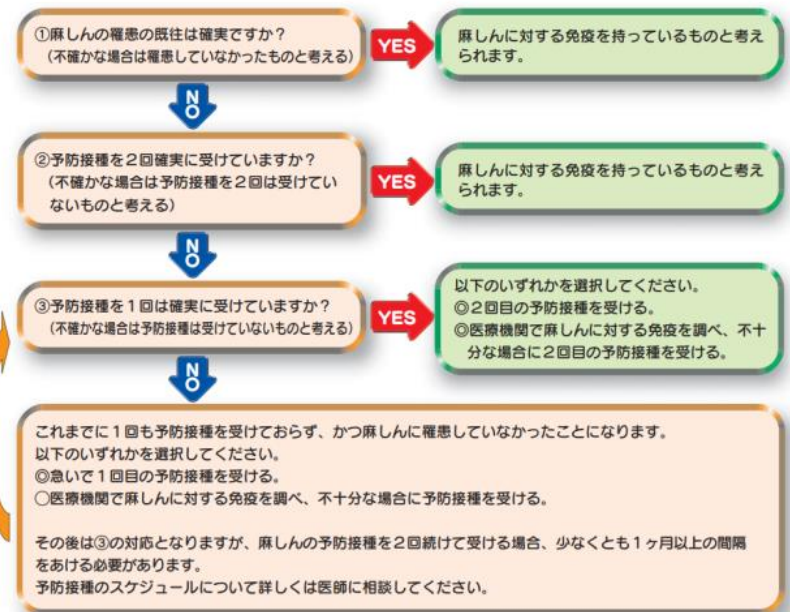 ①麻しんの罹患の既往は確実ですか？
（不確かな場合は罹患していなかったものと考える）
YES
麻しんに対する免疫を持っているものと考え
られます。
NO
②予防接種を２回確実に受けていますか？
（不確かな場合は予防接種を２回は受けてい
ないものと考える）
YES
麻しんに対する免疫を持っているものと考え
られます。
NO
③予防接種を１回は確実に受けていますか？
（不確かな場合は予防接種は受けていないものと考える）
YES
以下のいずれかを選択してください。
◎２回目の予防接種を受ける。
◎医療機関で麻しんに対する免疫を調べ、不十
分な場合に２回目の予防接種を受ける。
NO
これまでに１回も予防接種を受けておらず、かつ麻しんに罹患していなかったことになります。
以下のいずれかを選択してください。
◎急いで１回目の予防接種を受ける。
○医療機関で麻しんに対する免疫を調べ、不十分な場合に予防接種を受ける。
その後は③の対応となりますが、麻しんの予防接種を２回続けて受ける場合、少なくとも１ヶ月以上の間隔
をあける必要があります。
予防接種のスケジュールについて詳しくは医師に相談してください。